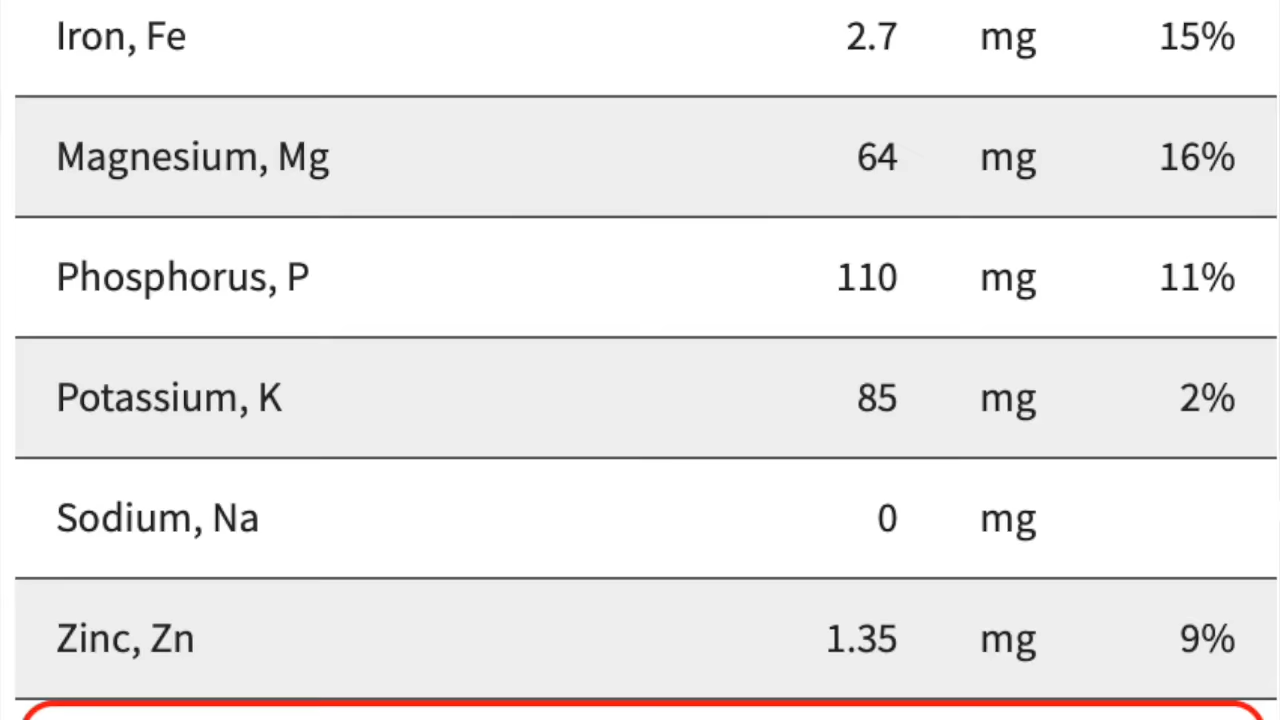 Iron, Fe 2.7 mg 15%
Magnesium, Mg 64 mg 16%
Phosphorus, P 110 mg 11%
Potassium, K 85 mg 2%
Sodium, Na 0 mg
Zinc, Zn 1.35 mg 9%